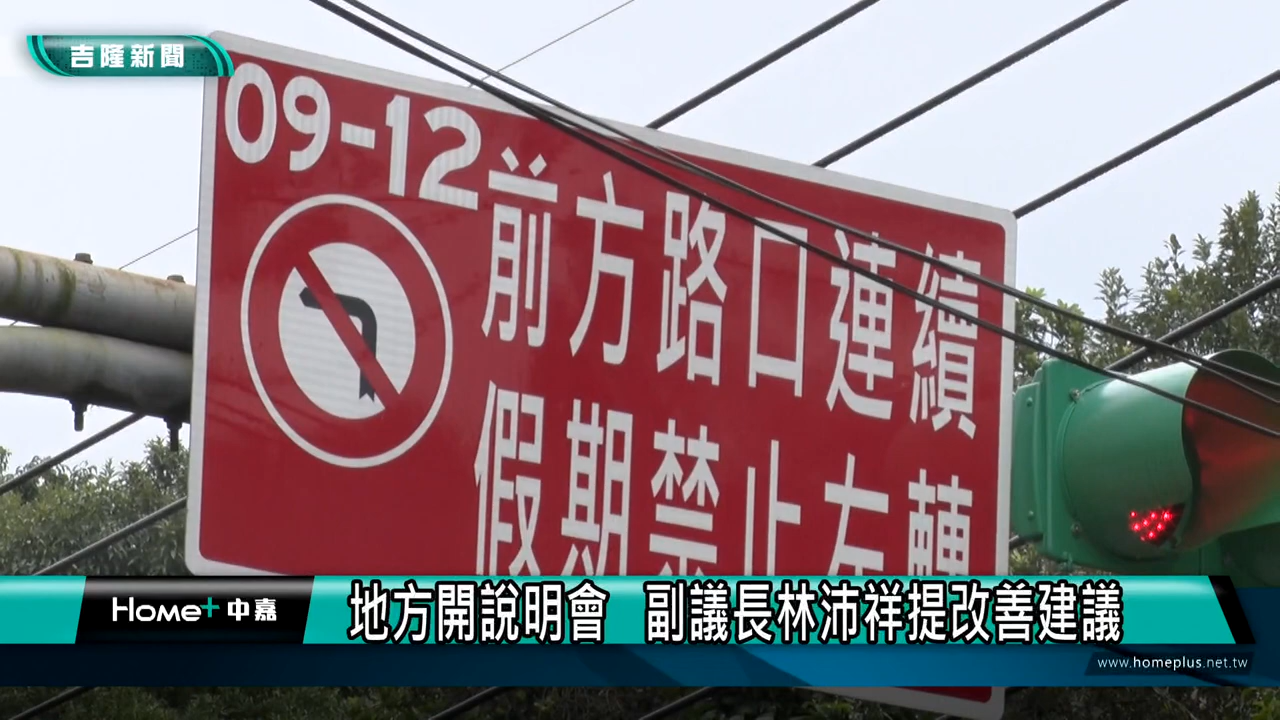 吉隆新聞
09-12
前方路口連續
假期禁止左轉
Home+中嘉
地方開說明會 副議長林沛祥提改善建議
www.homeplus.net.tw